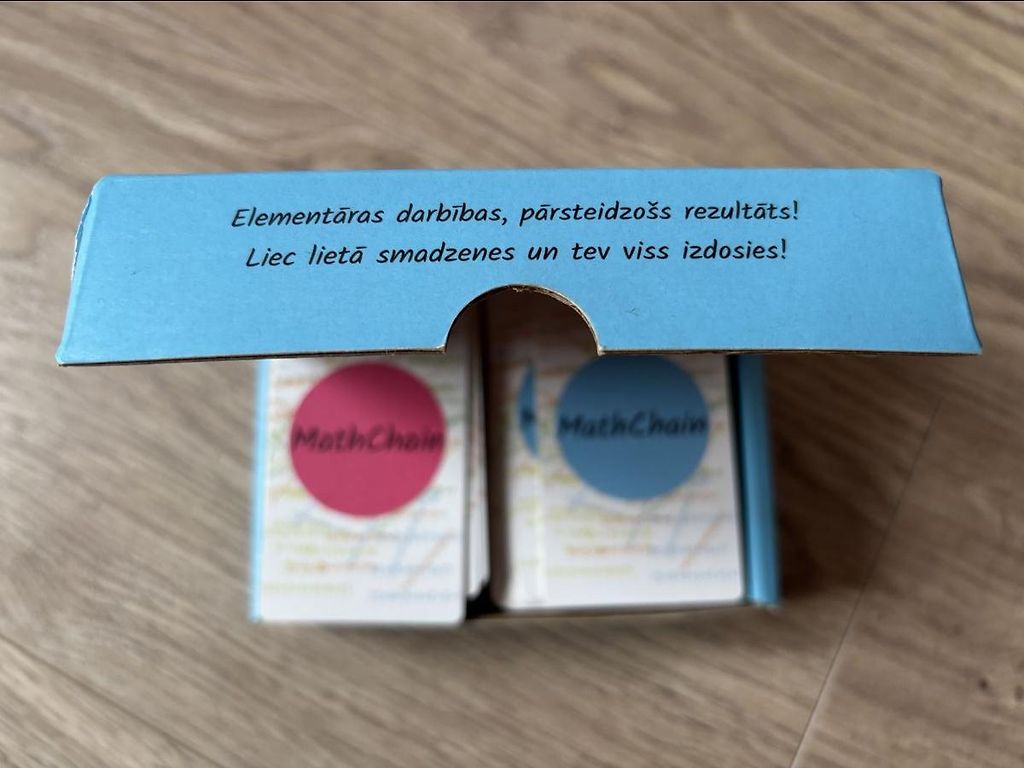 Elementāras darbības, pārsteidzošs rezultāts!
Liec lietā smadzenes un tev viss izdosies!
MathChain
MathChain